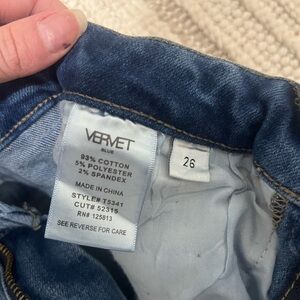 VERVET
BLUE
93% COTTON
5% POLYESTER
2% SPANDEX
MADE IN CHINA
STYLE# T5341
CUT# 52315
RN# 125813
SEE REVERSE FOR CARE
26